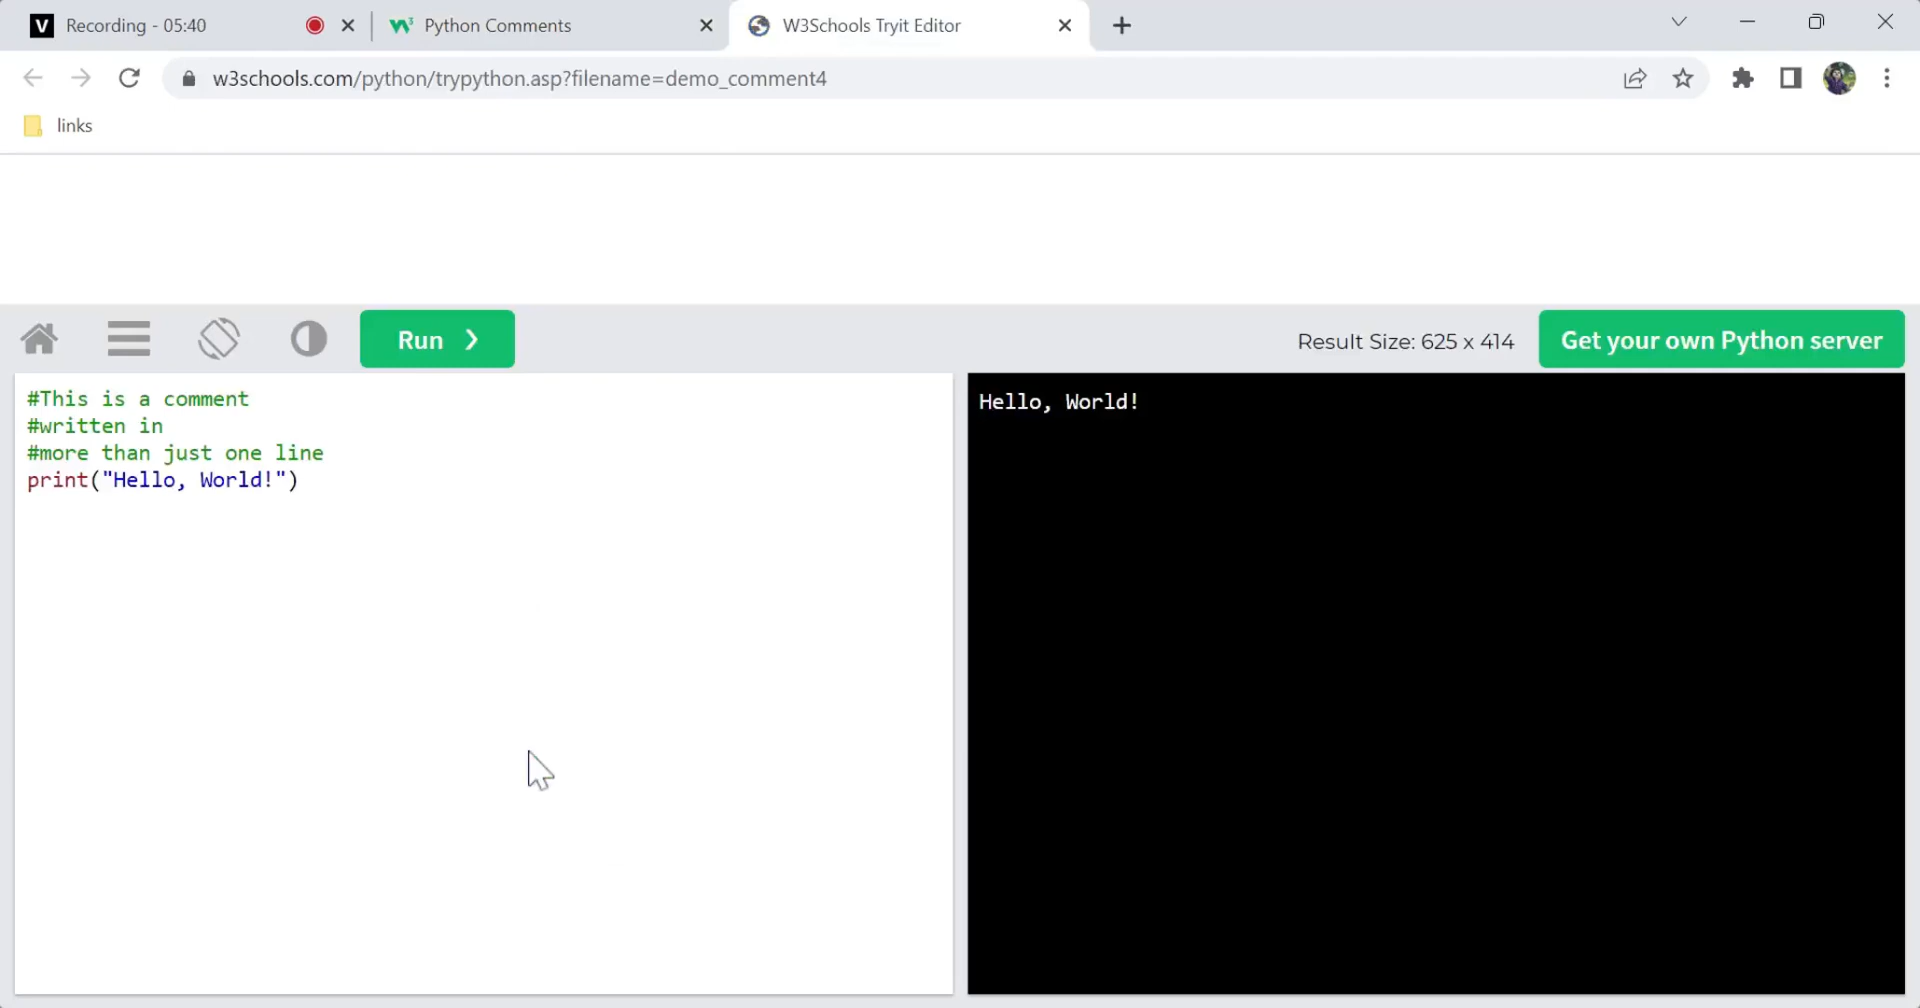 V Recording - 05:40
W3 Python Comments
W3Schools Tryit Editor
w3schools.com/python/trypython.asp?filename=demo_comment4
links
Run ❯
Result Size: 625 x 414
Get your own Python server
#This is a comment
#written in
#more than just one line
print("Hello, World!")
Hello, World!